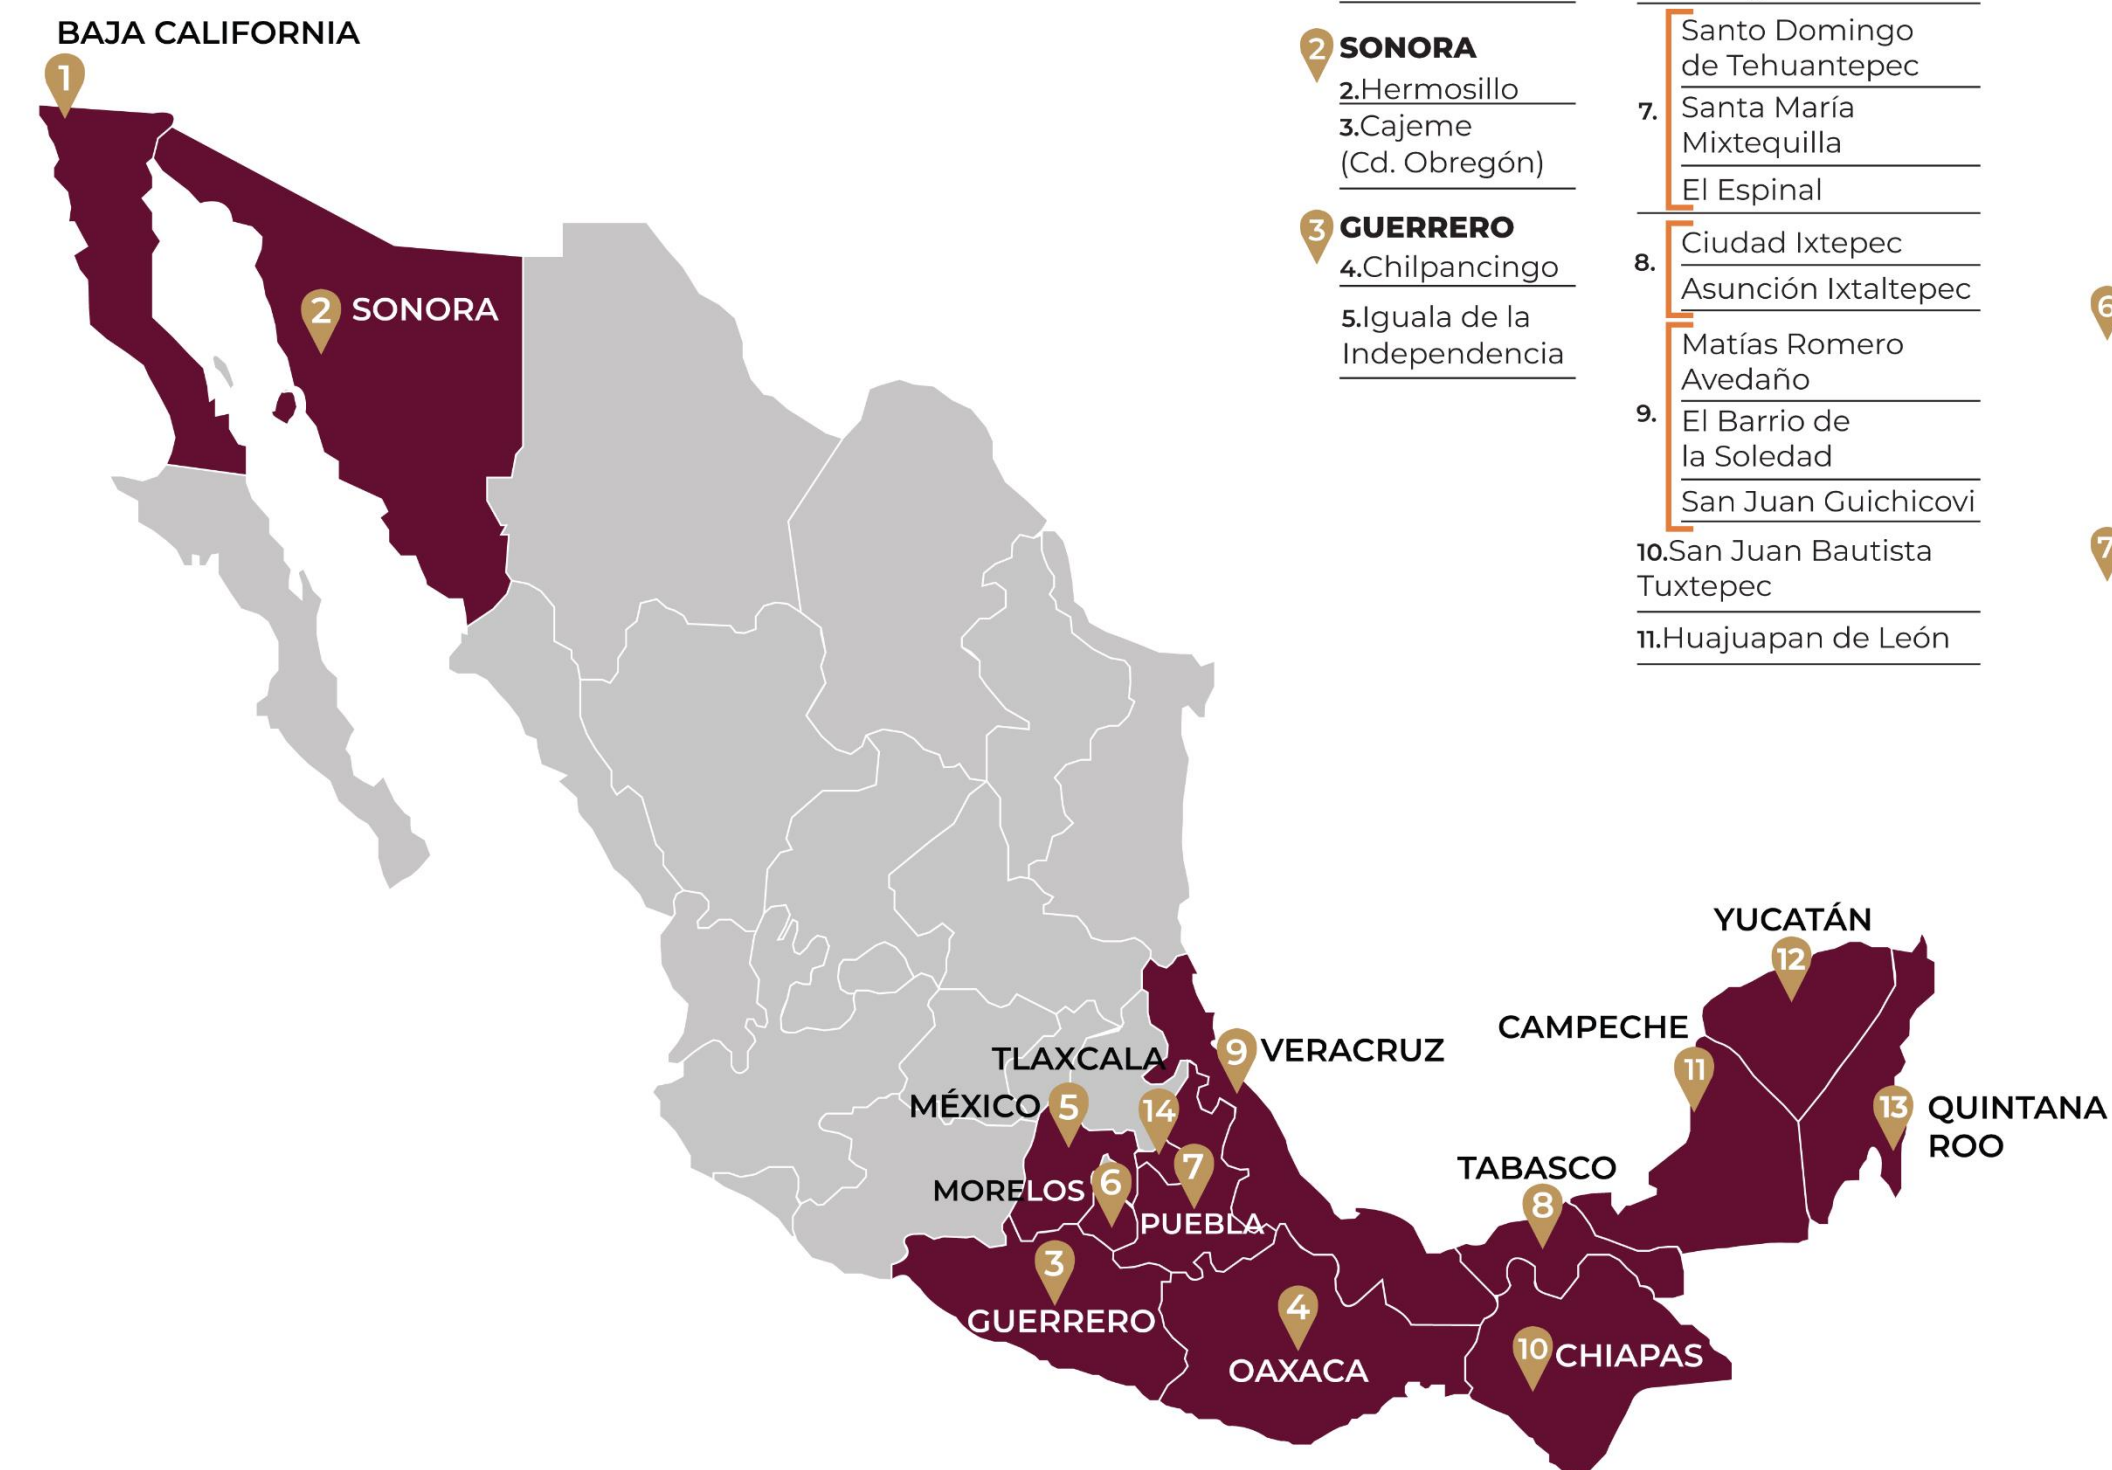 BAJA CALIFORNIA
1
2 SONORA
TLAXCALA
MÉXICO 5
14
MORELOS 6
7
PUEBLA
3
GUERRERO
4
OAXACA
9 VERACRUZ
TABASCO
8
10 CHIAPAS
CAMPECHE
11
YUCATÁN
12
13 QUINTANA
ROO
2 SONORA
2.Hermosillo
3.Cajeme
(Cd. Obregón)
3 GUERRERO
4.Chilpancingo
5.Iguala de la
Independencia
7.
Santo Domingo
de Tehuantepec
Santa María
Mixtequilla
El Espinal
8.
Ciudad Ixtepec
Asunción Ixtaltepec
9.
Matías Romero
Avedaño
El Barrio de
la Soledad
San Juan Guichicovi
10.San Juan Bautista
Tuxtepec
11.Huajuapan de León
6
7